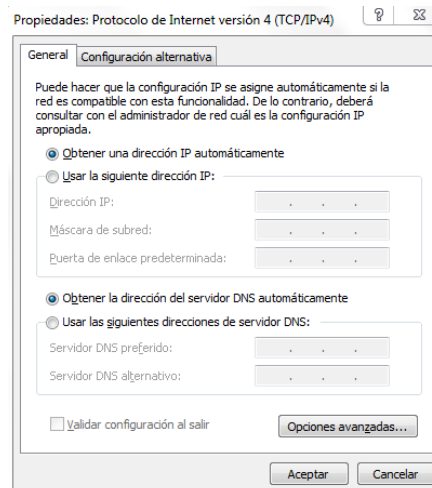 Propiedades: Protocolo de Internet versión 4 (TCP/IPv4)
General
Configuración alternativa
Puede hacer que la configuración IP se asigne automáticamente si la
red es compatible con esta funcionalidad. De lo contrario, deberá
consultar con el administrador de red cuál es la configuración IP
apropiada.
Obtener una dirección IP automáticamente
Usar la siguiente dirección IP:
Dirección IP:
Máscara de subred:
Puerta de enlace predeterminada:
Obtener la dirección del servidor DNS automáticamente
Usar las siguientes direcciones de servidor DNS:
Servidor DNS preferido:
Servidor DNS alternativo:
Validar configuración al salir
Opciones avanzadas...
Aceptar
Cancelar